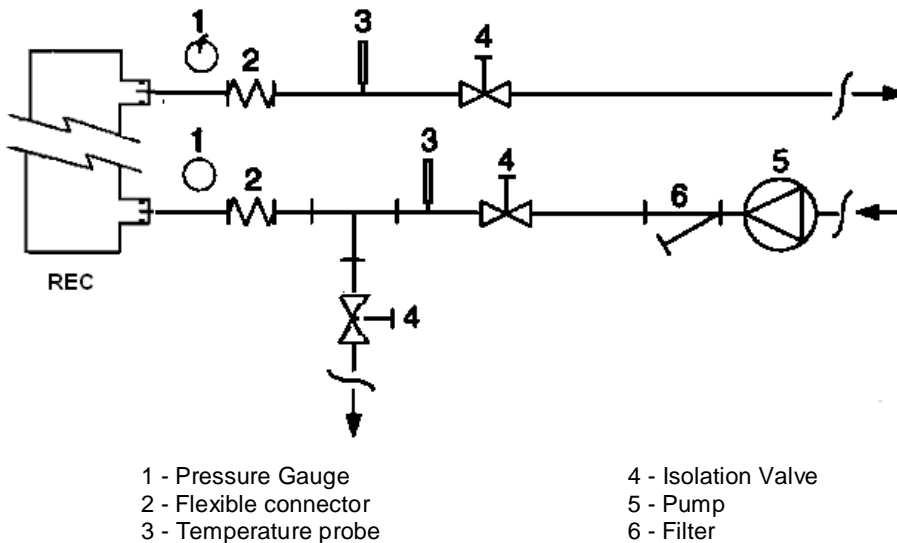 1
2
3
4
1
2
3
4
6
5
REC
4
1 - Pressure Gauge
2 - Flexible connector
3 - Temperature probe
4 - Isolation Valve
5 - Pump
6 - Filter